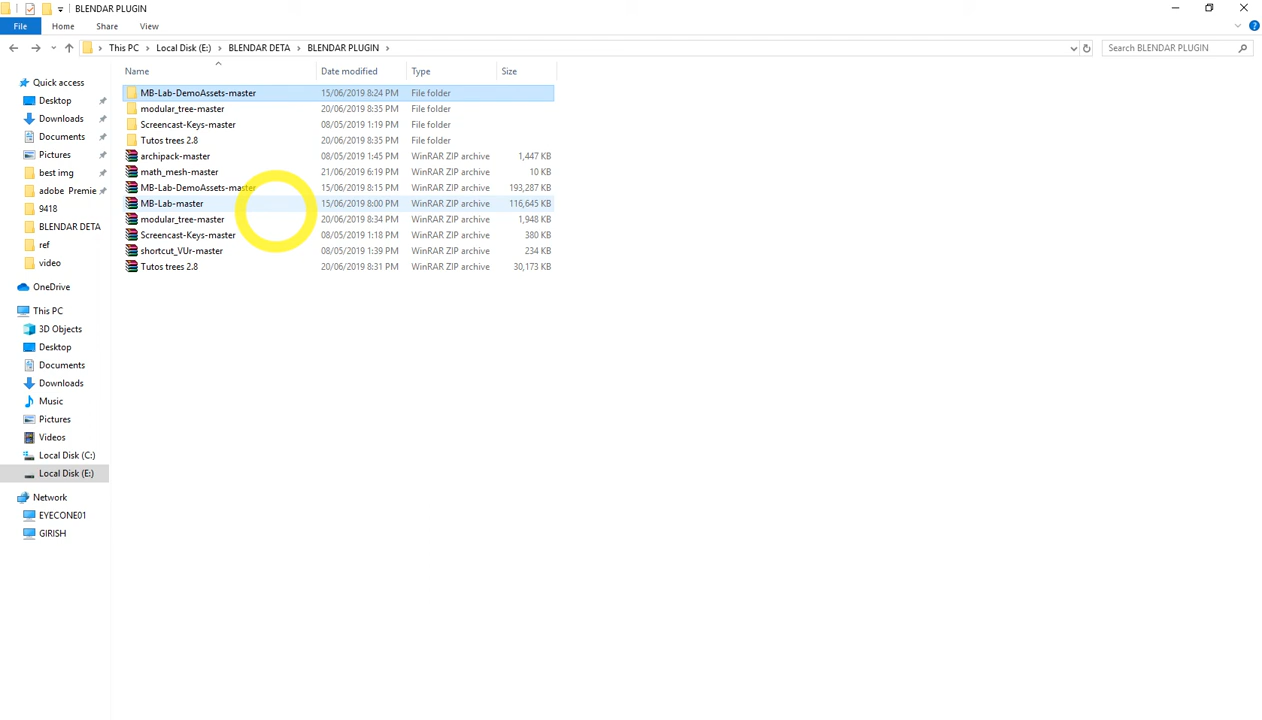 BLENDAR PLUGIN
File Home Share View
This PC Local Disk (E:) BLENDAR DETA BLENDAR PLUGIN Search BLENDAR PLUGIN
Name Date modified Type Size
Quick access
Desktop
Downloads
Documents
Pictures
best img
adobe Premie
9418
BLENDAR DETA
ref
video
OneDrive
This PC
3D Objects
Desktop
Documents
Downloads
Music
Pictures
Videos
Local Disk (C:)
Local Disk (E:)
Network
EYECONE01
GIRISH
MB-Lab-DemoAssets-master 15/06/2019 8:24 PM File folder
modular_tree-master 20/06/2019 8:35 PM File folder
Screencast-Keys-master 08/05/2019 1:19 PM File folder
Tutos trees 2.8 20/06/2019 8:35 PM File folder
archipack-master 08/05/2019 1:45 PM WinRAR ZIP archive 1,447 KB
math_mesh-master 21/06/2019 6:19 PM WinRAR ZIP archive 10 KB
MB-Lab-DemoAssets-master 15/06/2019 8:15 PM WinRAR ZIP archive 193,287 KB
MB-Lab-master 15/06/2019 8:00 PM WinRAR ZIP archive 116,645 KB
modular_tree-master 20/06/2019 8:34 PM WinRAR ZIP archive 1,948 KB
Screencast-Keys-master 08/05/2019 1:18 PM WinRAR ZIP archive 380 KB
shortcut_VUr-master 08/05/2019 1:39 PM WinRAR ZIP archive 234 KB
Tutos trees 2.8 20/06/2019 8:31 PM WinRAR ZIP archive 30,173 KB